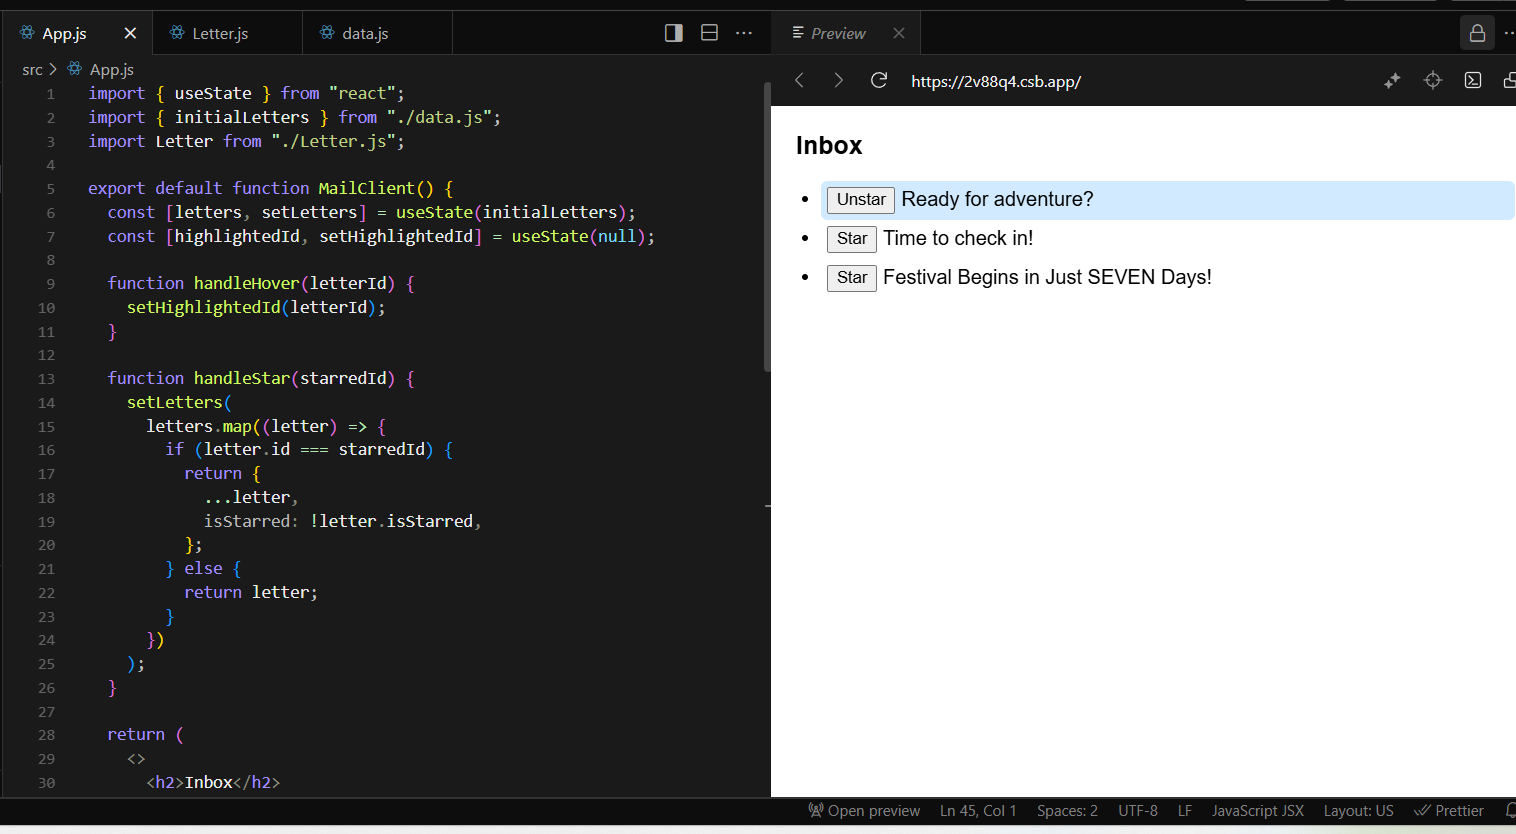 App.js
Letter.js
data.js
src > App.js
1 import { useState } from "react";
2 import { initialLetters } from "./data.js";
3 import Letter from "./Letter.js";
4
5 export default function MailClient() {
6 const [letters, setLetters] = useState(initialLetters);
7 const [highlightedId, setHighlightedId] = useState(null);
8
9 function handleHover(letterId) {
10 setHighlightedId(letterId);
11 }
12
13 function handleStar(starredId) {
14 setLetters(
15 letters.map((letter) => {
16 if (letter.id === starredId) {
17 return {
18 ...letter,
19 isStarred: !letter.isStarred,
20 };
21 } else {
22 return letter;
23 }
24 })
25 );
26 }
27
28 return (
29 <>
30 <h2>Inbox</h2>
Preview
https://2v88q4.csb.app/
Inbox
• Unstar Ready for adventure?
• Star Time to check in!
• Star Festival Begins in Just SEVEN Days!
Open preview Ln 45, Col 1 Spaces: 2 UTF-8 LF JavaScript JSX Layout: US Prettier